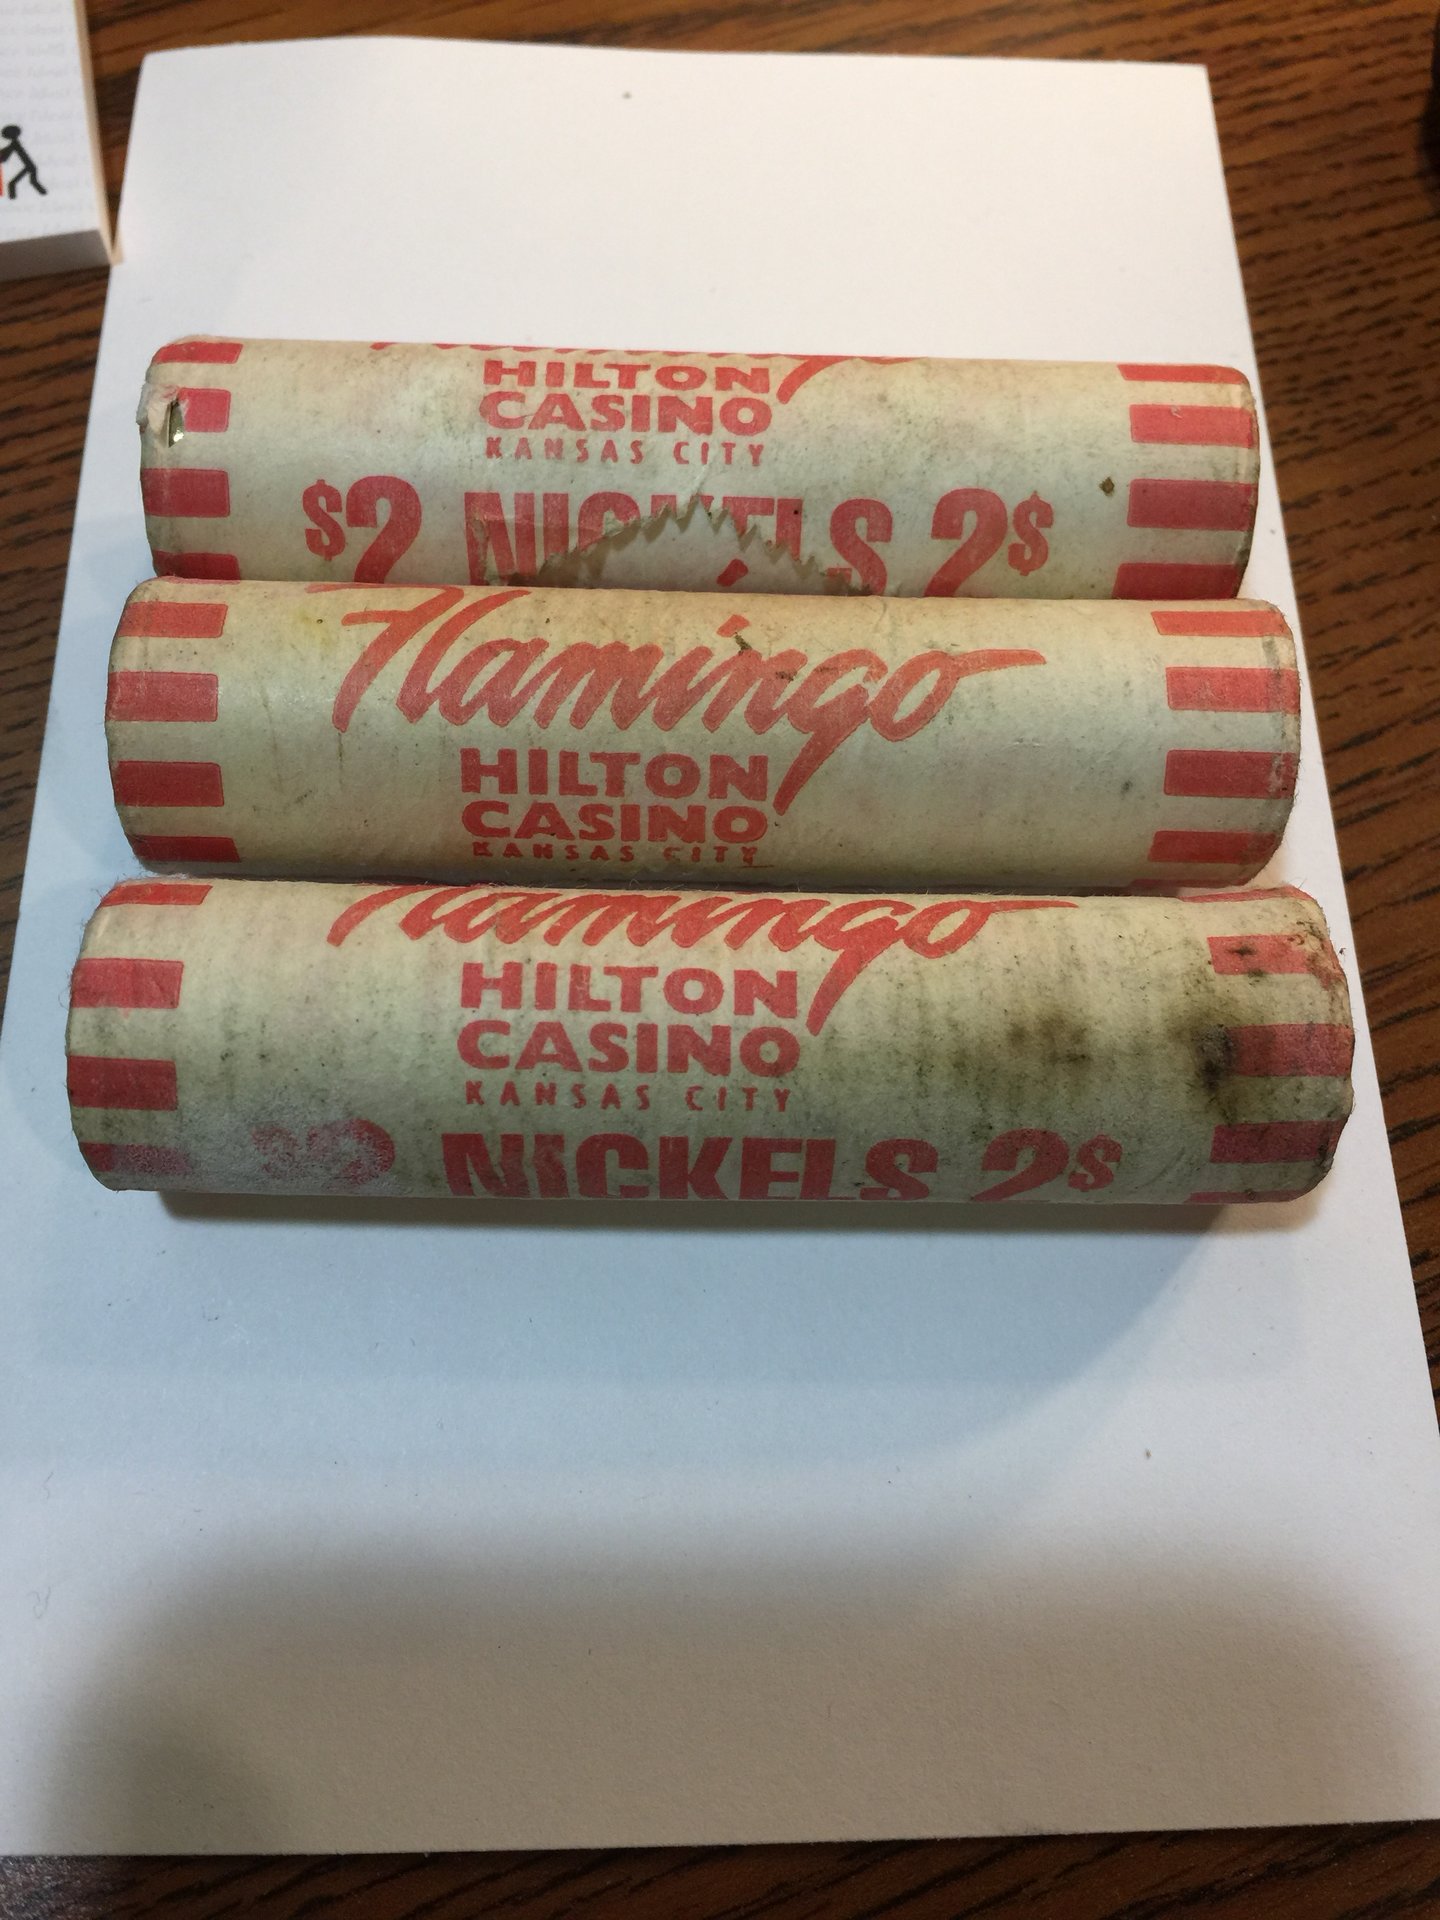 HILTON
CASINO
KANSAS CITY
$2 NICKELS 2$
Flamingo
HILTON
CASINO
KANSAS CITY
Flamingo
HILTON
CASINO
KANSAS CITY
$2 NICKELS 2$